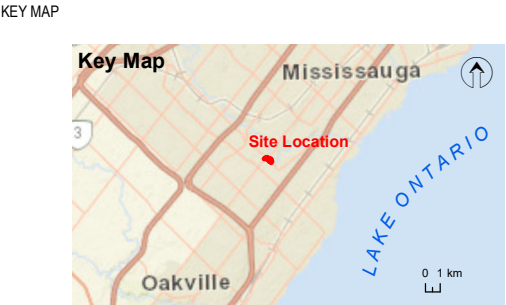 KEY MAP
Key Map
Mississauga
3
Site Location
LAKE ONTARIO
0 1 km
Oakville